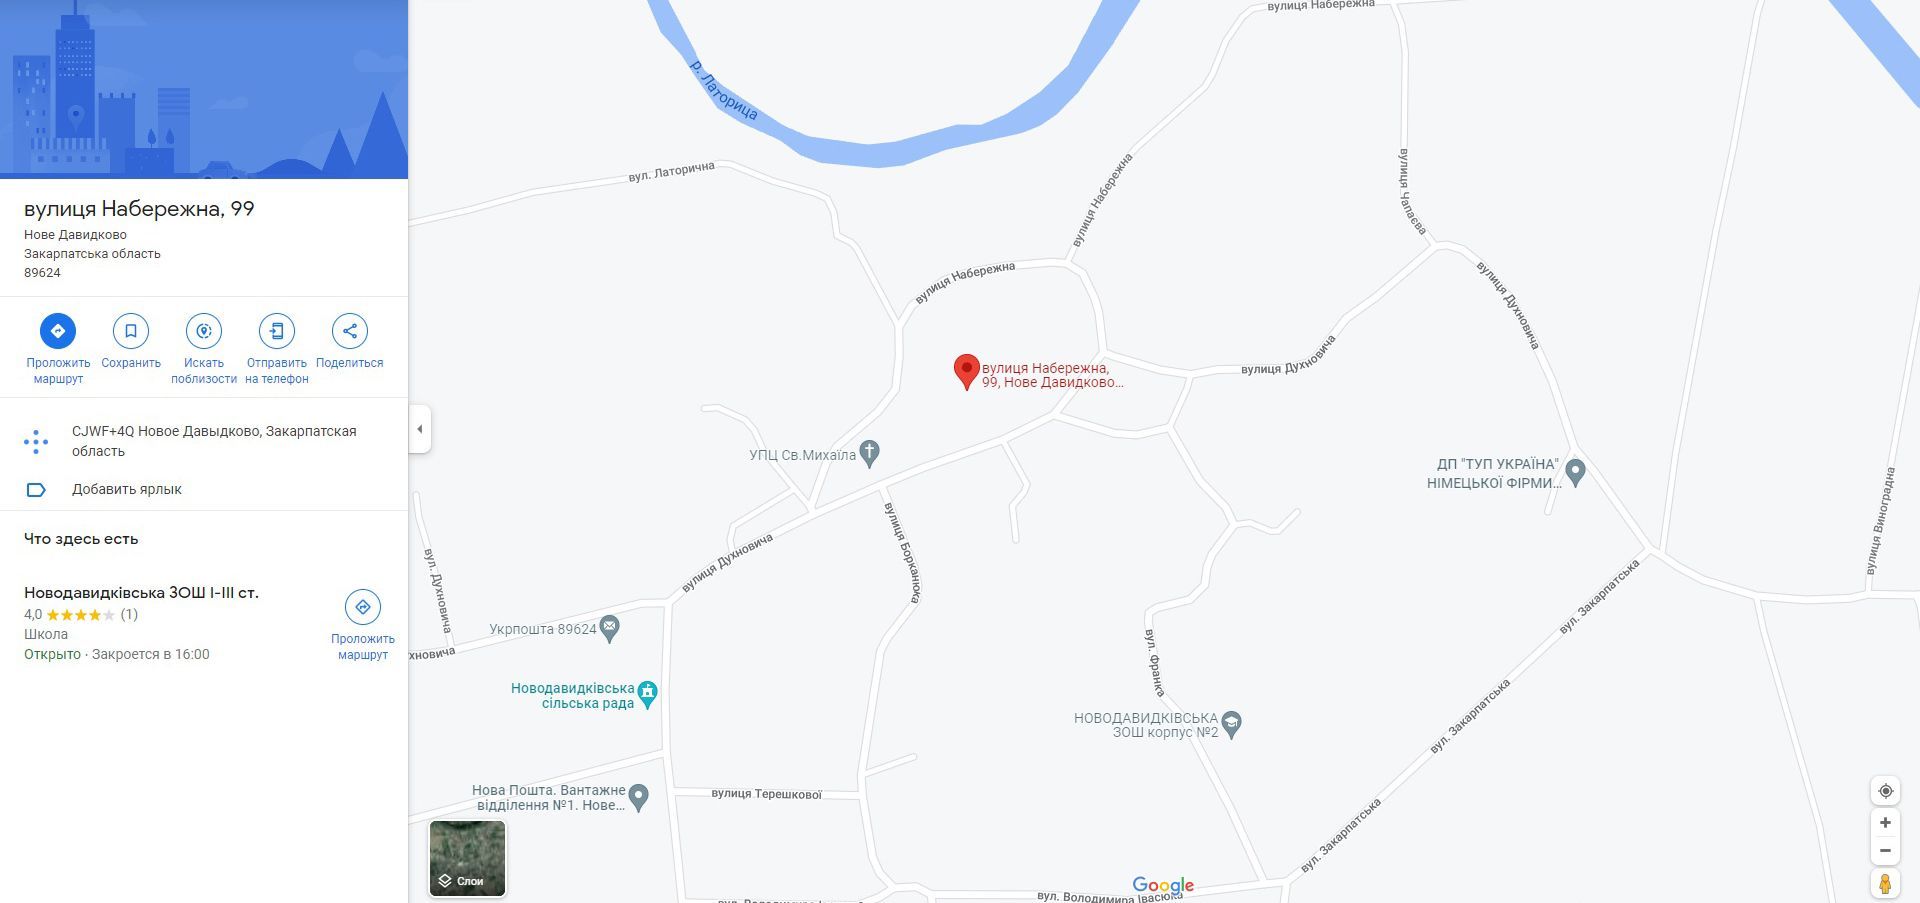 вулиця Набережна, 99
Нове Давидково
Закарпатська область
89624
Проложить
маршрут
Сохранить
Искать
поблизости
Отправить
на телефон
Поделиться
CJWF+4Q Новое Давыдково, Закарпатская
область
Добавить ярлык
Что здесь есть
Новодавидківська ЗОШ І-ІІІ ст.
4,0 (1)
Школа
Открыто · Закроется в 16:00
Проложить
маршрут
вулиця Набережна
р. Латориця
вул. Латорична
вулиця Набережна
вулиця Чапаєва
вулиця Набережна
вулиця Духновича
вулиця Набережна,
99, Нове Давидково...
вулиця Духновича
УПЦ Св.Михаїла
ДП "ТУП УКРАЇНА"
НІМЕЦЬКОЇ ФІРМИ...
вулиця Виноградна
вулиця Борканюка
вулиця Духновича
вул. Духновича
вул. Закарпатська
Укрпошта 89624
хновича
вул. Франка
Новодавидківська
сільська рада
НОВОДАВИДКІВСЬКА
ЗОШ корпус №2
вул. Закарпатська
Нова Пошта. Вантажне
відділення №1. Нове...
вулиця Терешкової
вул. Закарпатська
Слои
Google
вул. Володимира Івасюка